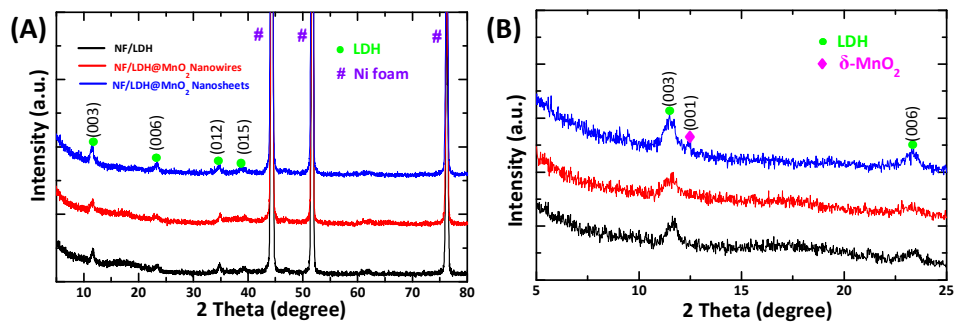 (A)
Intensity (a.u.)
# # #
NF/LDH
NF/LDH@MnO2 Nanowires
NF/LDH@MnO2 Nanosheets
LDH
# Ni foam
(003)
(006)
(012)
(015)
10 20 30 40 50 60 70 80
2 Theta (degree)
(B)
Intensity (a.u.)
LDH
δ-MnO2
(003)
(001)
(006)
5 10 15 20 25
2 Theta (degree)